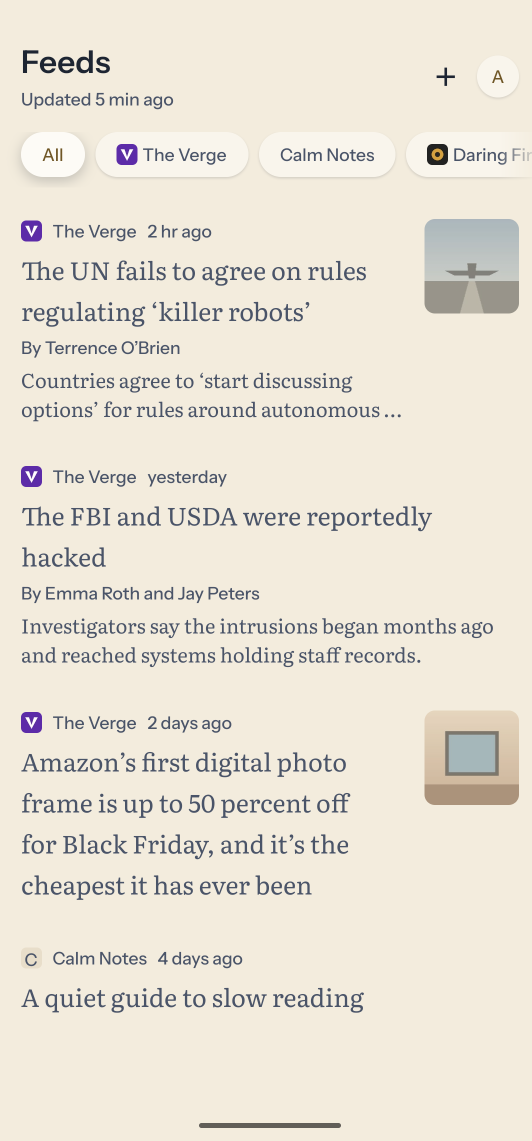 Feeds
Updated 5 min ago
A
All
The Verge
Calm Notes
Daring Fir
The Verge 2 hr ago
The UN fails to agree on rules
regulating ‘killer robots’
By Terrence O’Brien
Countries agree to ‘start discussing
options’ for rules around autonomous …
The Verge yesterday
The FBI and USDA were reportedly
hacked
By Emma Roth and Jay Peters
Investigators say the intrusions began months ago
and reached systems holding staff records.
The Verge 2 days ago
Amazon’s first digital photo
frame is up to 50 percent off
for Black Friday, and it’s the
cheapest it has ever been
C Calm Notes 4 days ago
A quiet guide to slow reading